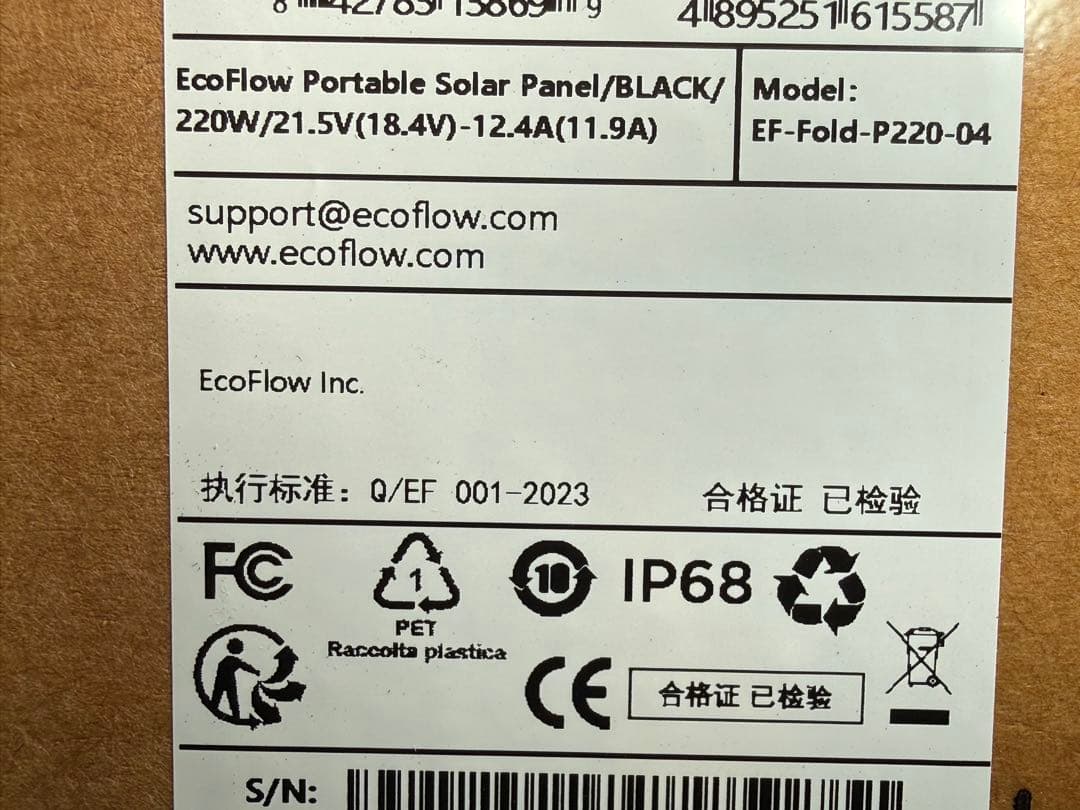 4895251615587
EcoFlow Portable Solar Panel/BLACK/
220W/21.5V(18.4V)-12.4A(11.9A)
Model:
EF-Fold-P220-04
support@ecoflow.com
www.ecoflow.com
EcoFlow Inc.
执行标准：Q/EF 001-2023
合格证 已检验
FC
1
PET
Raccolta plastica
10
IP68
CE
合格证 已检验
S/N: